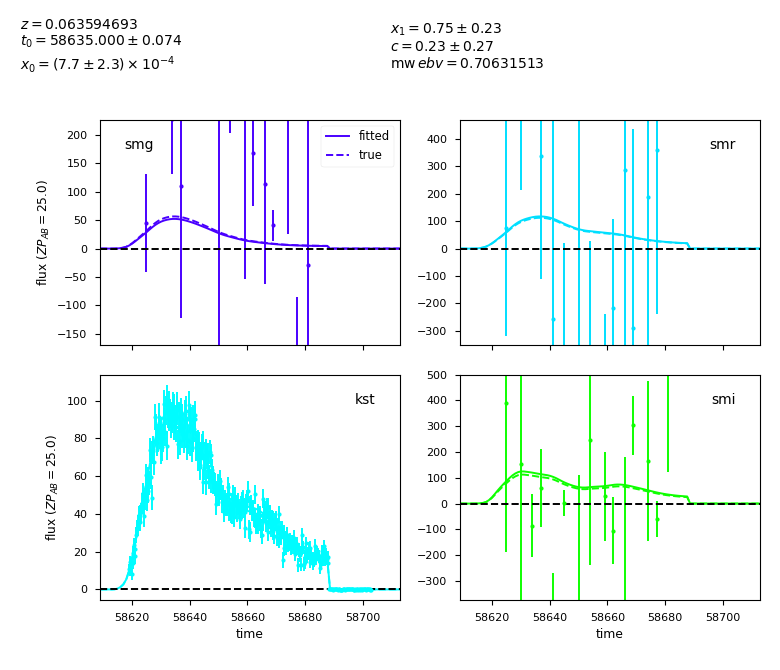 z = 0.063594693
t₀ = 58635.000 ± 0.074
x₀ = (7.7 ± 2.3) × 10⁻⁴
x₁ = 0.75 ± 0.23
c = 0.23 ± 0.27
mw ebv = 0.70631513
smg
fitted
true
200
150
100
50
0
−50
−100
−150
flux (ZP_AB = 25.0)
smr
400
300
200
100
0
−100
−200
−300
kst
100
80
60
40
20
0
flux (ZP_AB = 25.0)
58620 58640 58660 58680 58700
time
smi
500
400
300
200
100
0
−100
−200
−300
58620 58640 58660 58680 58700
time